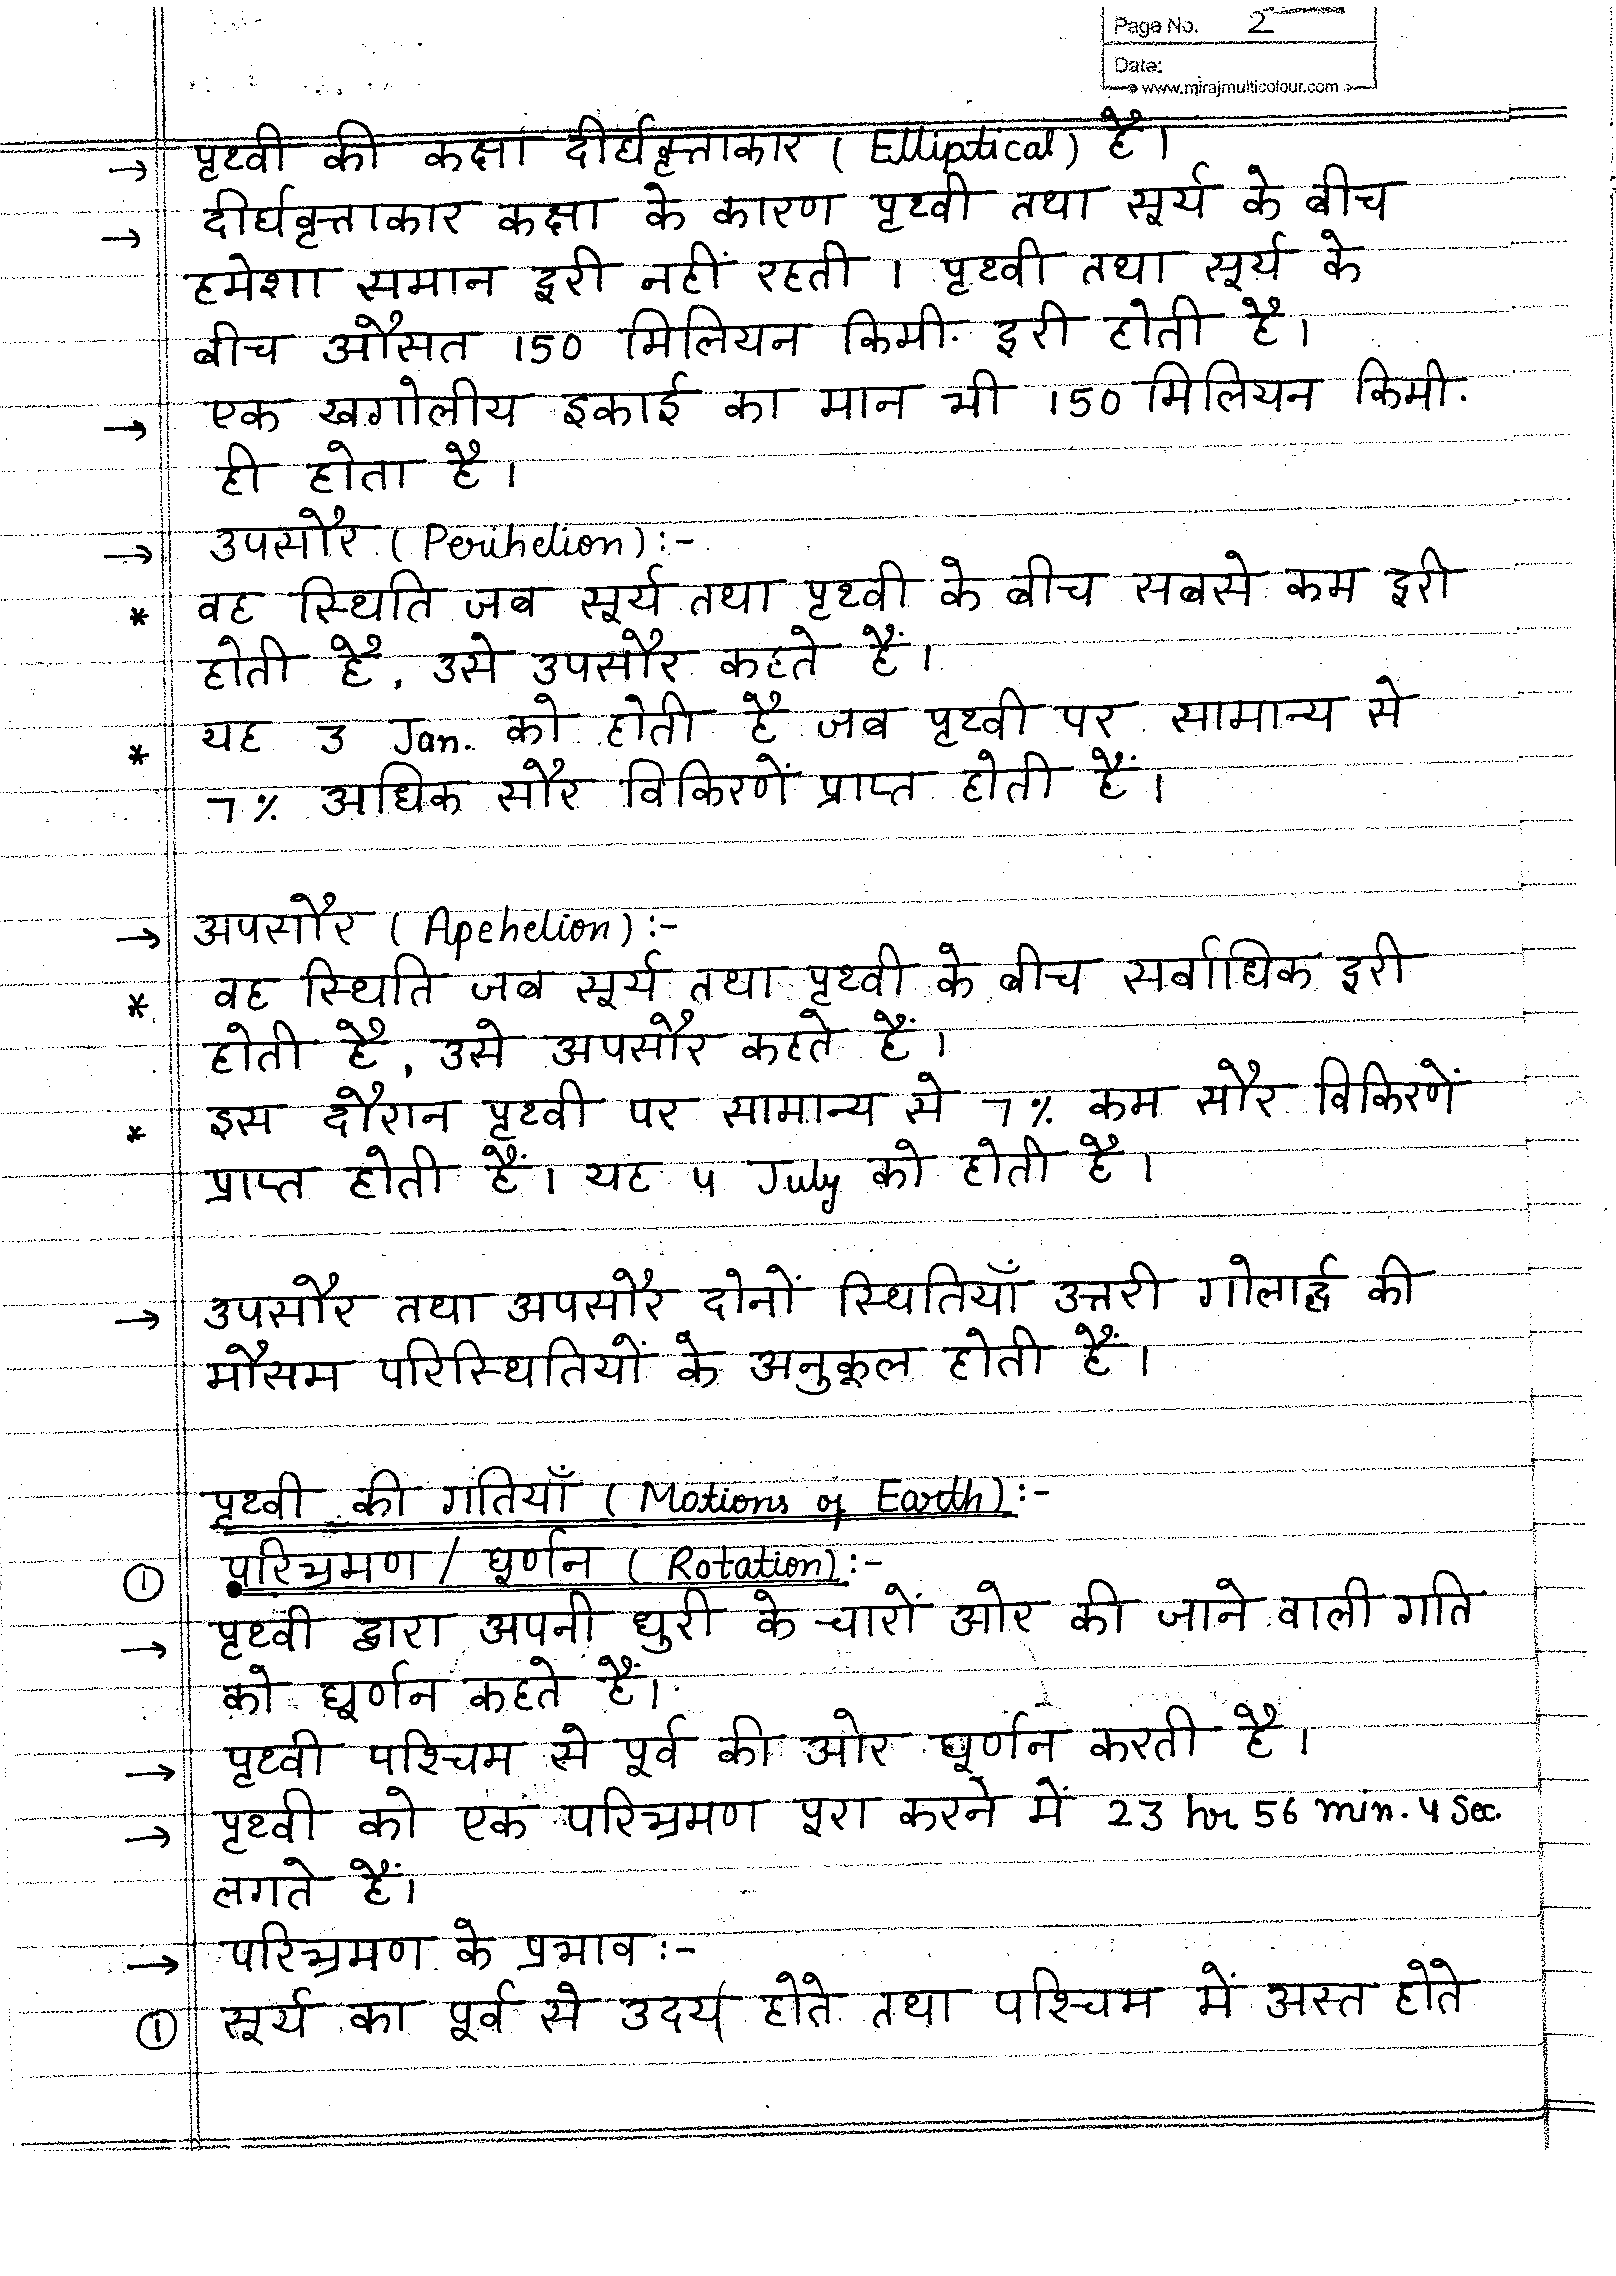 Page No. 2
Date:
www.mirajmulticolour.com
→ पृथ्वी की कक्षा दीर्घवृत्ताकार (Elliptical) है।
→ दीर्घवृत्ताकार कक्षा के कारण पृथ्वी तथा सूर्य के बीच
हमेशा समान दूरी नहीं रहती। पृथ्वी तथा सूर्य के
बीच औसत 150 मिलियन किमी. दूरी होती है।
→ एक खगोलीय इकाई का मान भी 150 मिलियन किमी.
ही होता है।
→ उपसौर (Perihelion):-
* वह स्थिति जब सूर्य तथा पृथ्वी के बीच सबसे कम दूरी
होती है, उसे उपसौर कहते हैं।
* यह 3 Jan. को होती है जब पृथ्वी पर सामान्य से
7% अधिक सौर विकिरणें प्राप्त होती हैं।
→ अपसौर (Apehelion):-
* वह स्थिति जब सूर्य तथा पृथ्वी के बीच सर्वाधिक दूरी
होती है, उसे अपसौर कहते हैं।
* इस दौरान पृथ्वी पर सामान्य से 7% कम सौर विकिरणें
प्राप्त होती हैं। यह 4 July को होती है।
→ उपसौर तथा अपसौर दोनों स्थितियाँ उत्तरी गोलार्द्ध की
मौसम परिस्थितियों के अनुकूल होती हैं।
पृथ्वी की गतियाँ (Motions of Earth):-
① परिभ्रमण / घूर्णन (Rotation):-
→ पृथ्वी द्वारा अपनी धुरी के चारों ओर की जाने वाली गति
को घूर्णन कहते हैं।
→ पृथ्वी पश्चिम से पूर्व की ओर घूर्णन करती है।
→ पृथ्वी को एक परिभ्रमण पूरा करने में 23 hr 56 min. 4 Sec.
लगते हैं।
→ परिभ्रमण के प्रभाव :-
① सूर्य का पूर्व से उदय होते तथा पश्चिम में अस्त होते